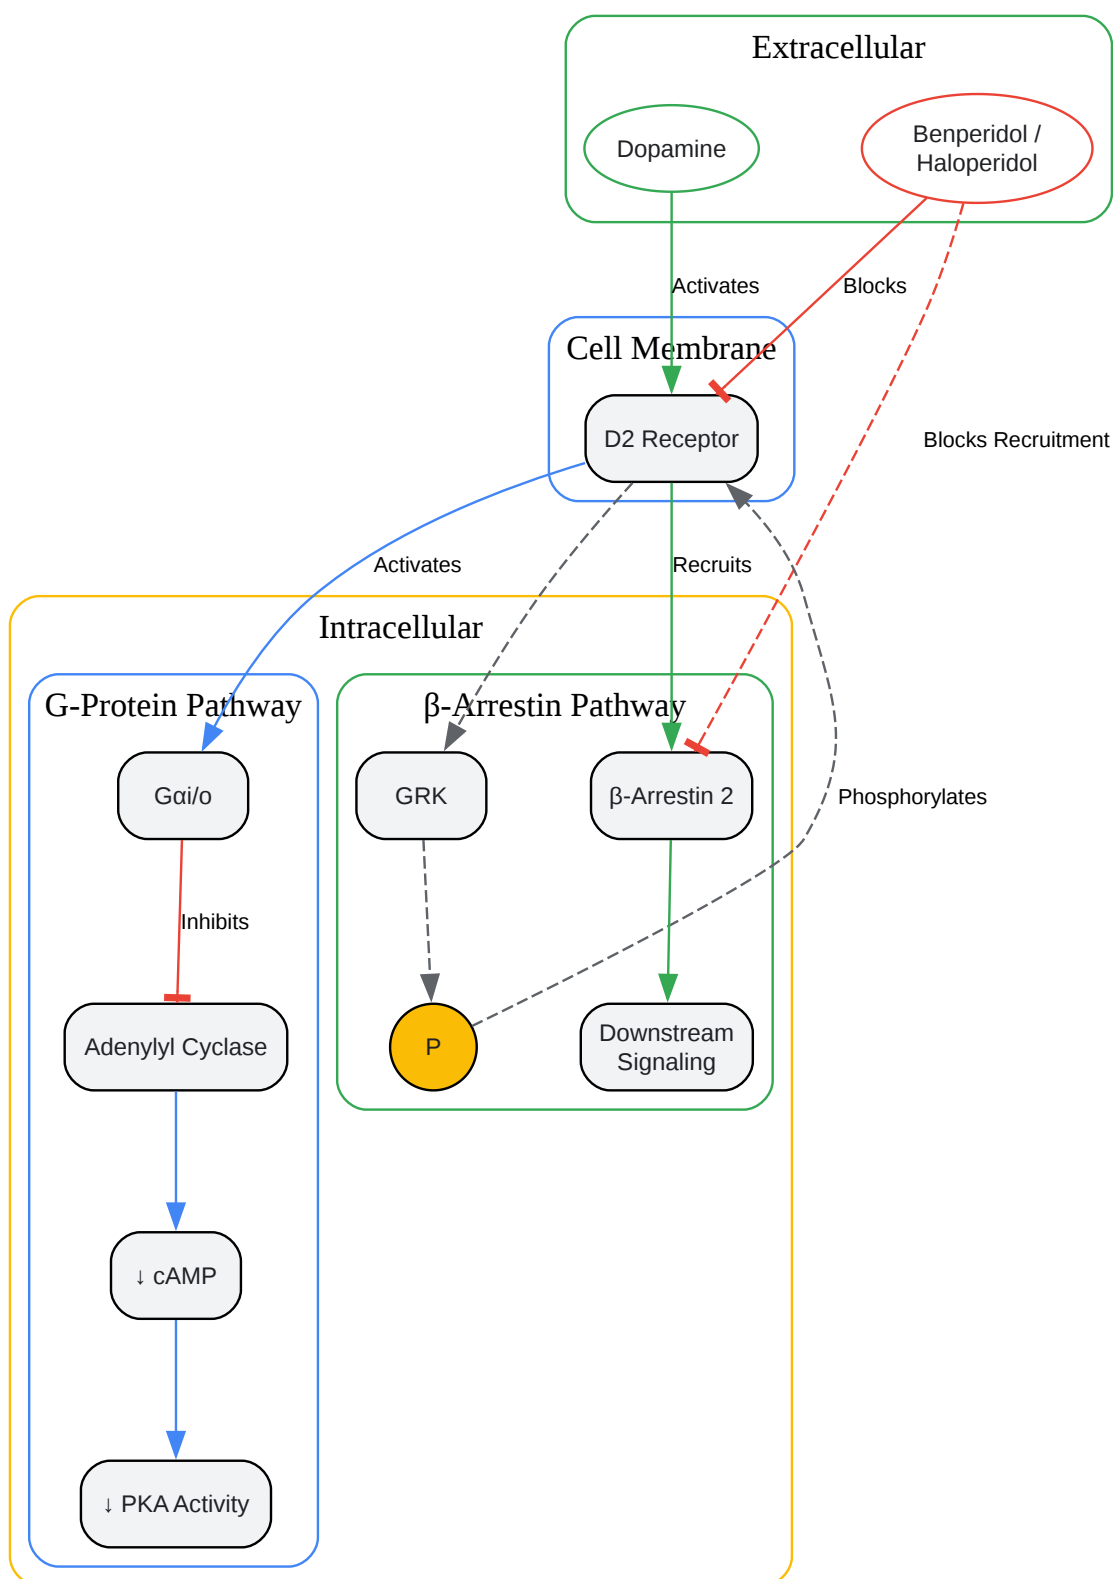 Extracellular
Dopamine
Benperidol /
Haloperidol
Activates
Blocks
Cell Membrane
D2 Receptor
Blocks Recruitment
Activates
Recruits
Intracellular
G-Protein Pathway
β-Arrestin Pathway
Gαi/o
GRK
β-Arrestin 2
Phosphorylates
Inhibits
Adenylyl Cyclase
P
Downstream
Signaling
↓ cAMP
↓ PKA Activity